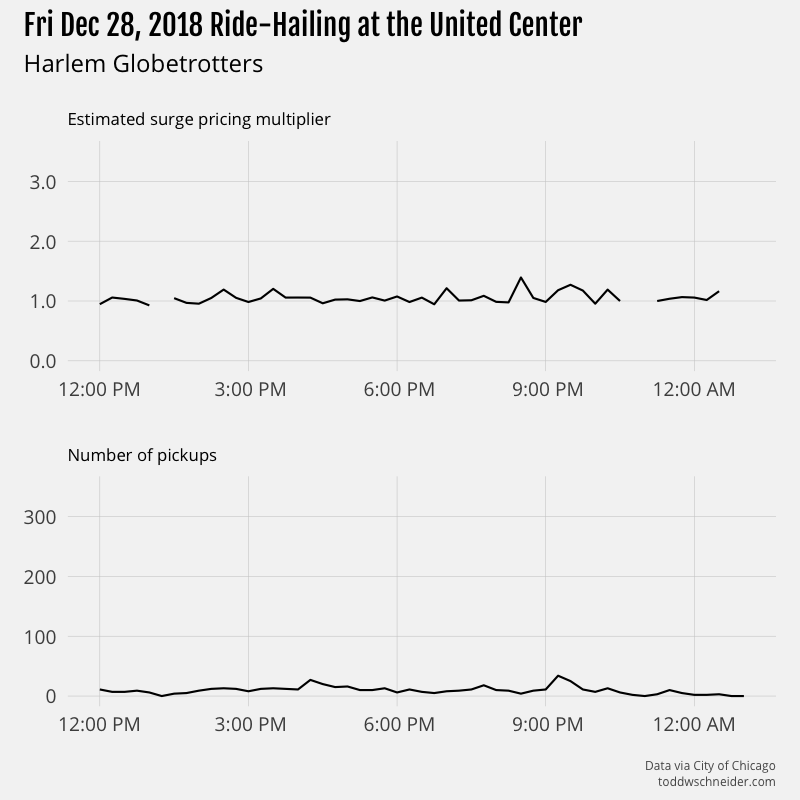 Fri Dec 28, 2018 Ride-Hailing at the United Center
Harlem Globetrotters
Estimated surge pricing multiplier
3.0
2.0
1.0
0.0
12:00 PM 3:00 PM 6:00 PM 9:00 PM 12:00 AM
Number of pickups
300
200
100
0
12:00 PM 3:00 PM 6:00 PM 9:00 PM 12:00 AM
Data via City of Chicago
toddwschneider.com